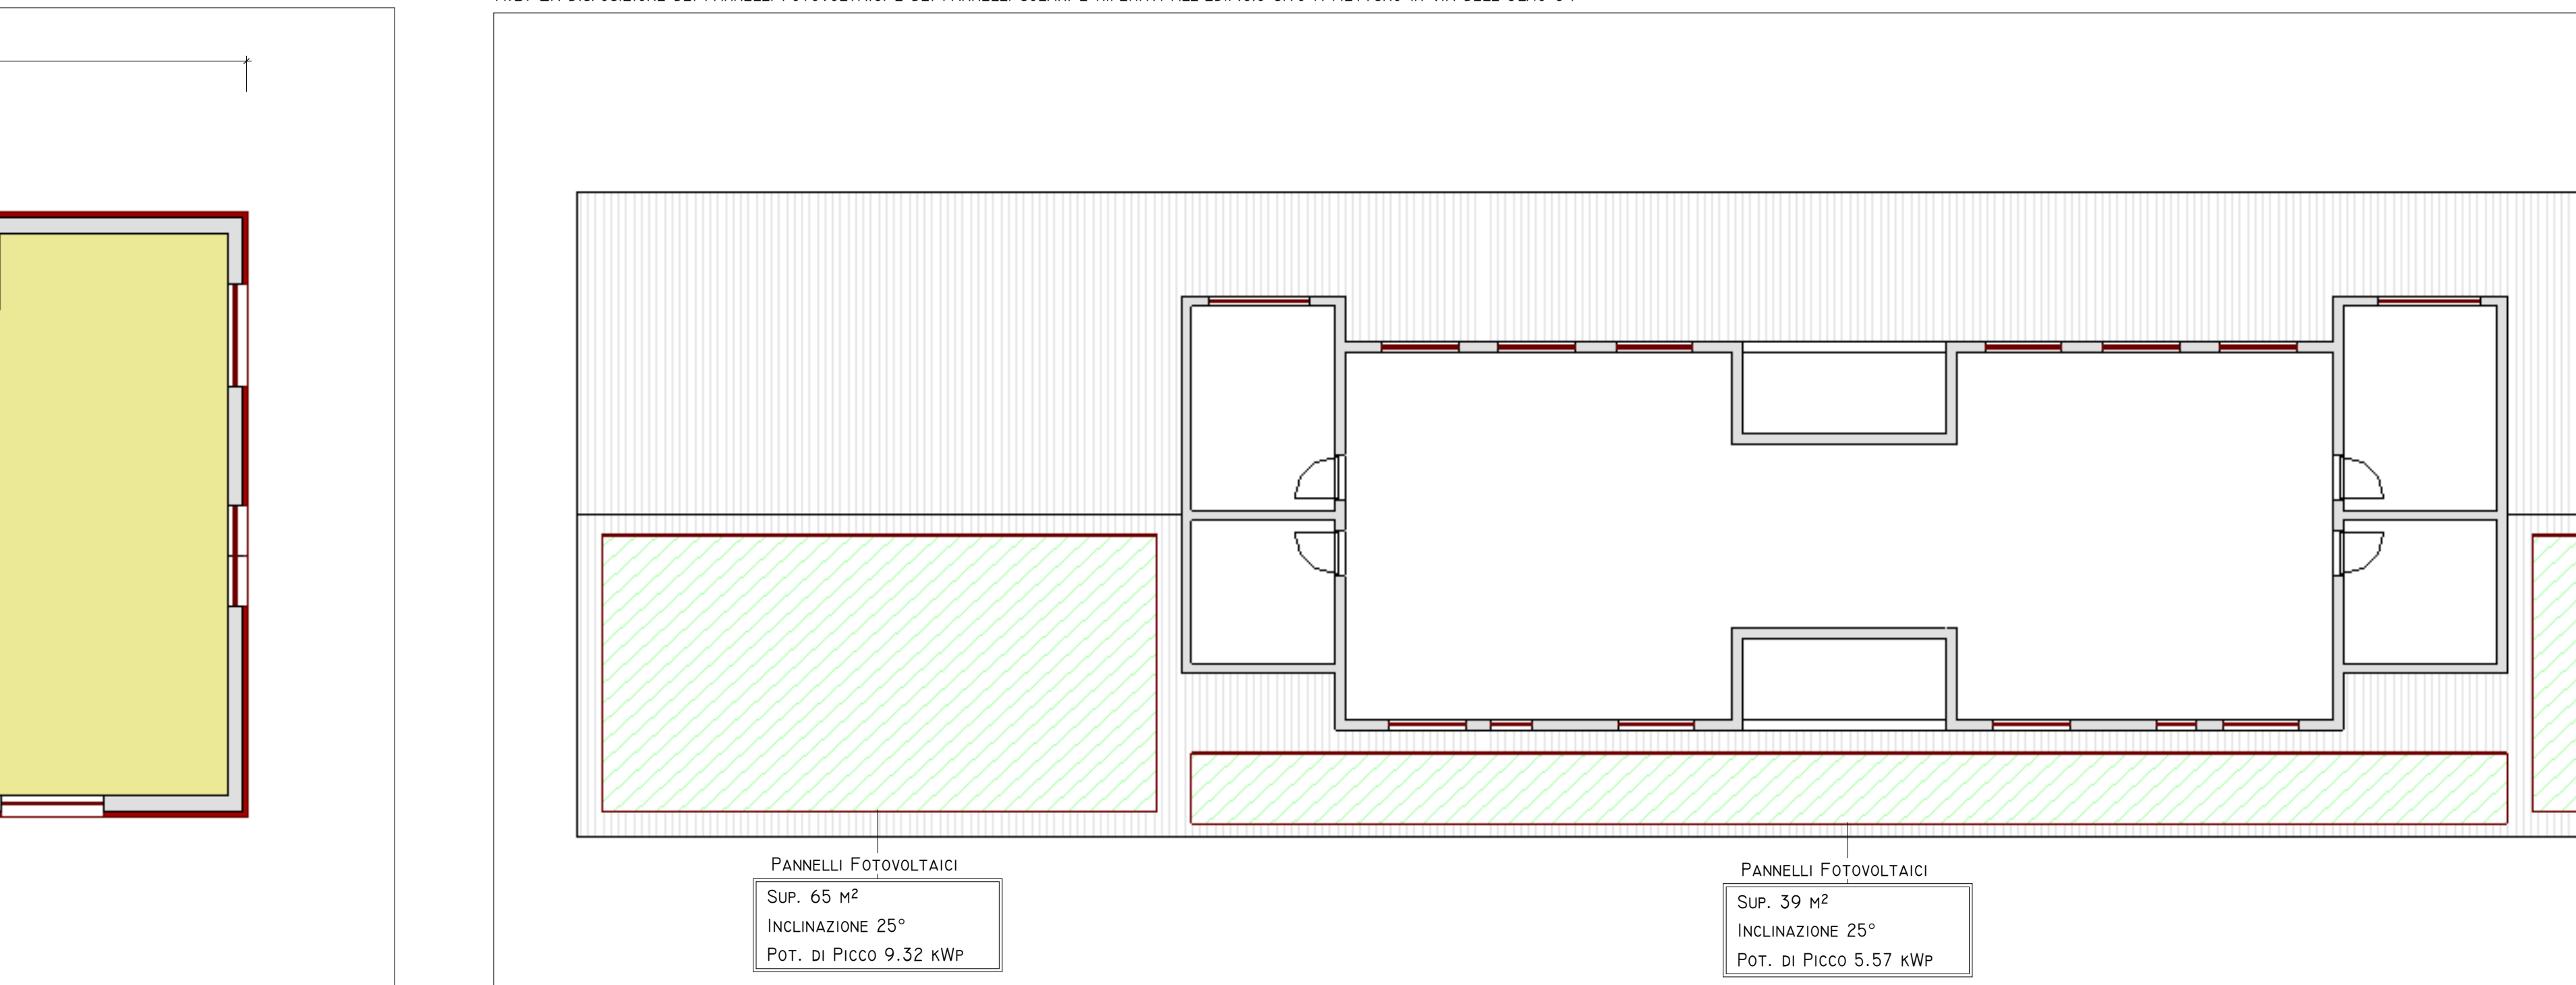 Pannelli Fotovoltaici
Sup. 65 m²
Inclinazione 25°
Pot. di Picco 9.32 kWp
Pannelli Fotovoltaici
Sup. 39 m²
Inclinazione 25°
Pot. di Picco 5.57 kWp